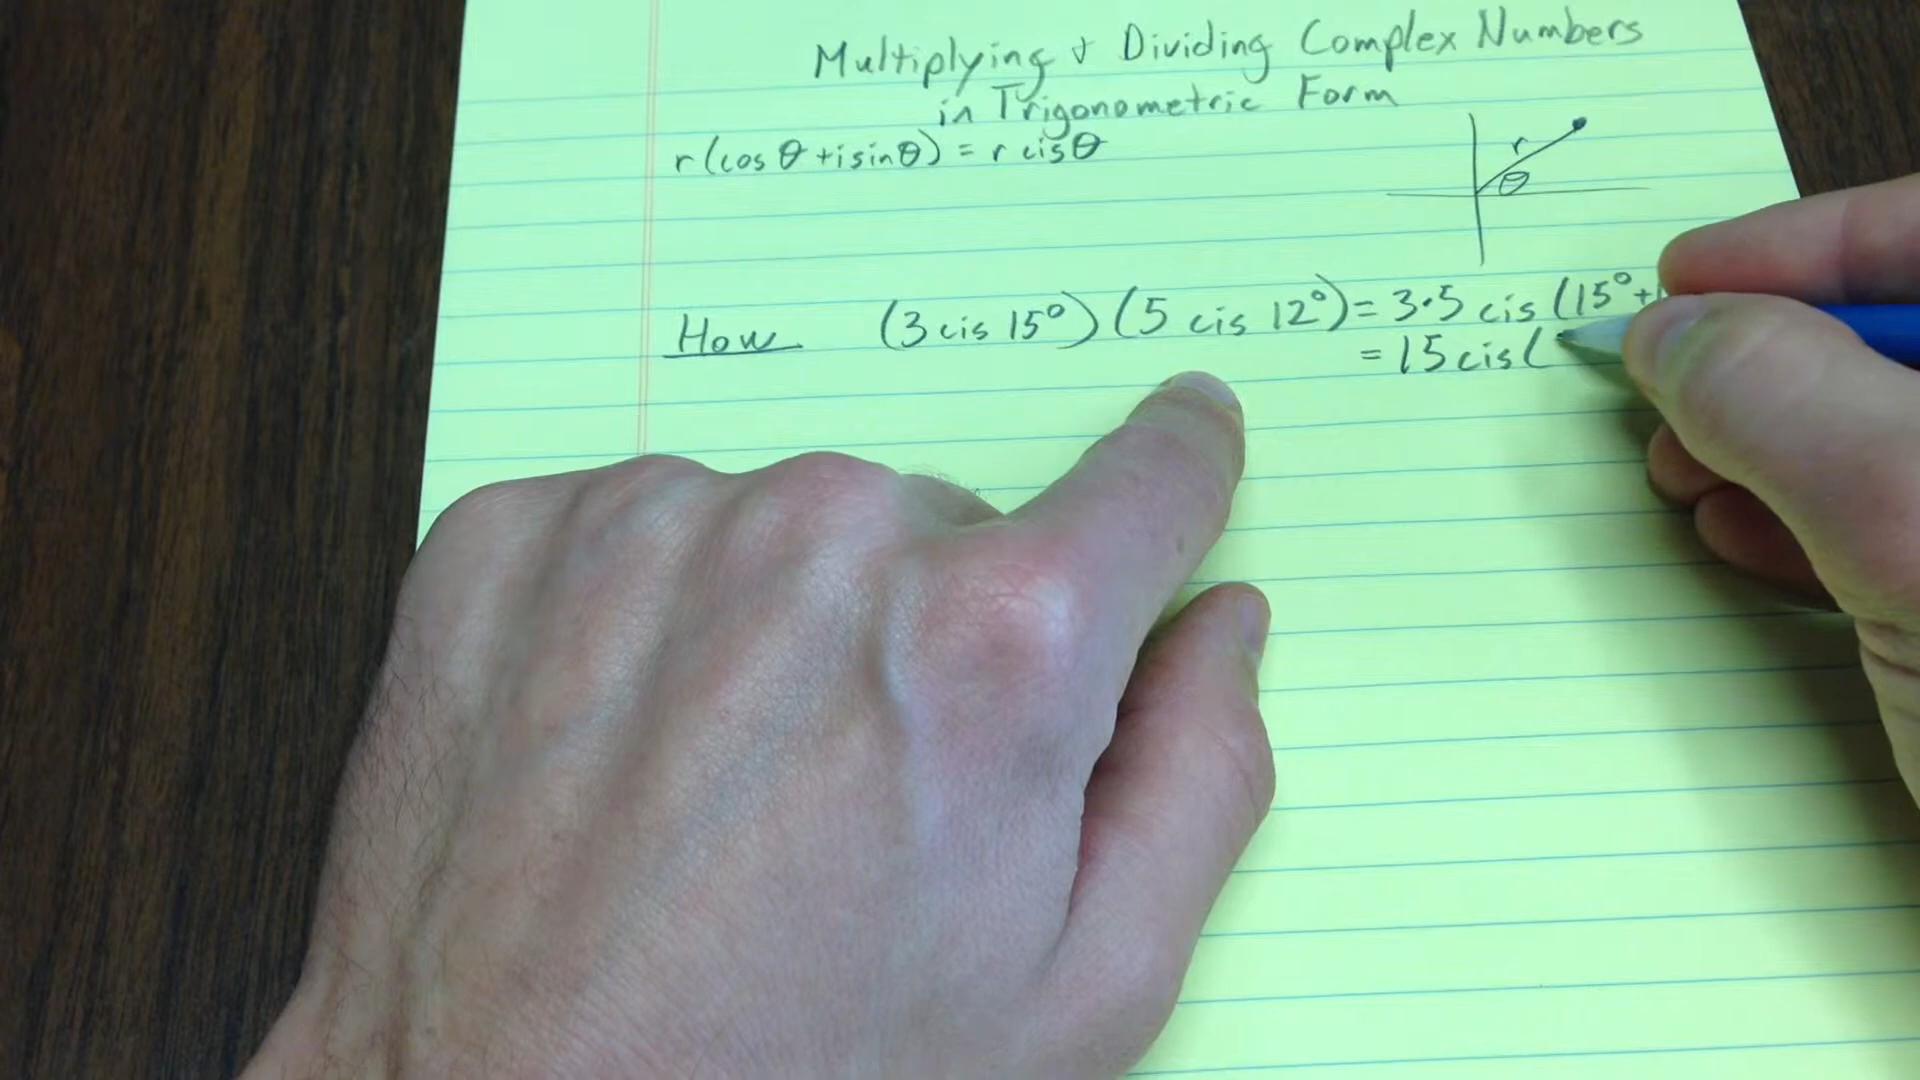 Multiplying & Dividing Complex Numbers
in Trigonometric Form
r(cos θ + i sin θ) = r cis θ
r
θ
How (3 cis 15°)(5 cis 12°) = 3·5 cis (15° +
= 15 cis (